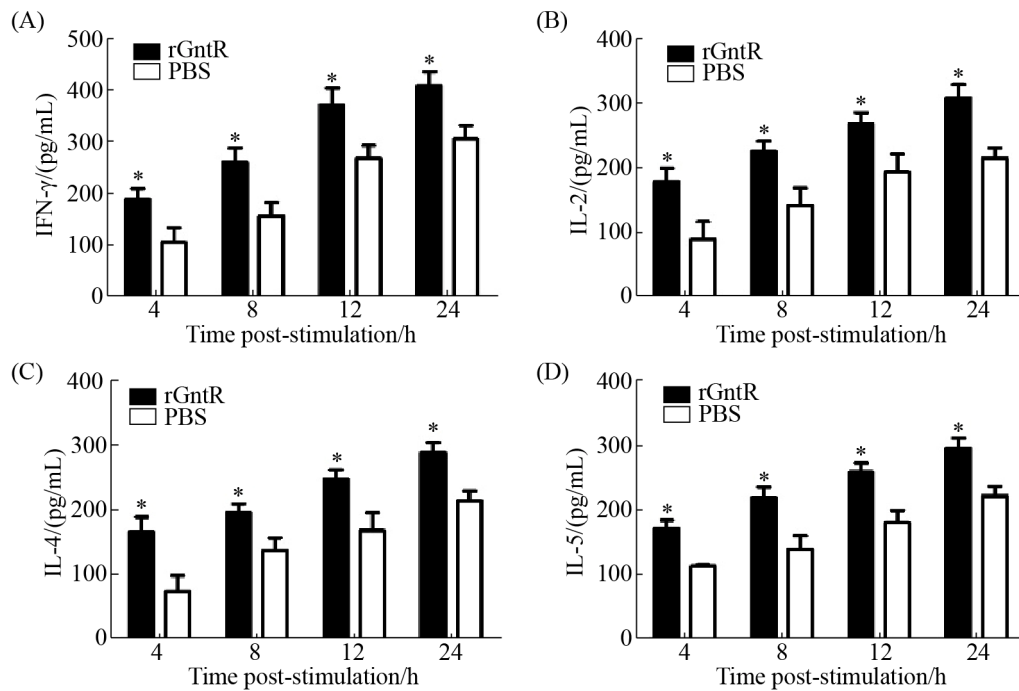 (A)
500
400
300
200
100
0
IFN-γ/(pg/mL)
rGntR
PBS
* * * *
4 8 12 24
Time post-stimulation/h
(B)
400
300
200
100
0
IL-2/(pg/mL)
rGntR
PBS
* * * *
4 8 12 24
Time post-stimulation/h
(C)
400
300
200
100
0
IL-4/(pg/mL)
rGntR
PBS
* * * *
4 8 12 24
Time post-stimulation/h
(D)
400
300
200
100
0
IL-5/(pg/mL)
rGntR
PBS
* * * *
4 8 12 24
Time post-stimulation/h